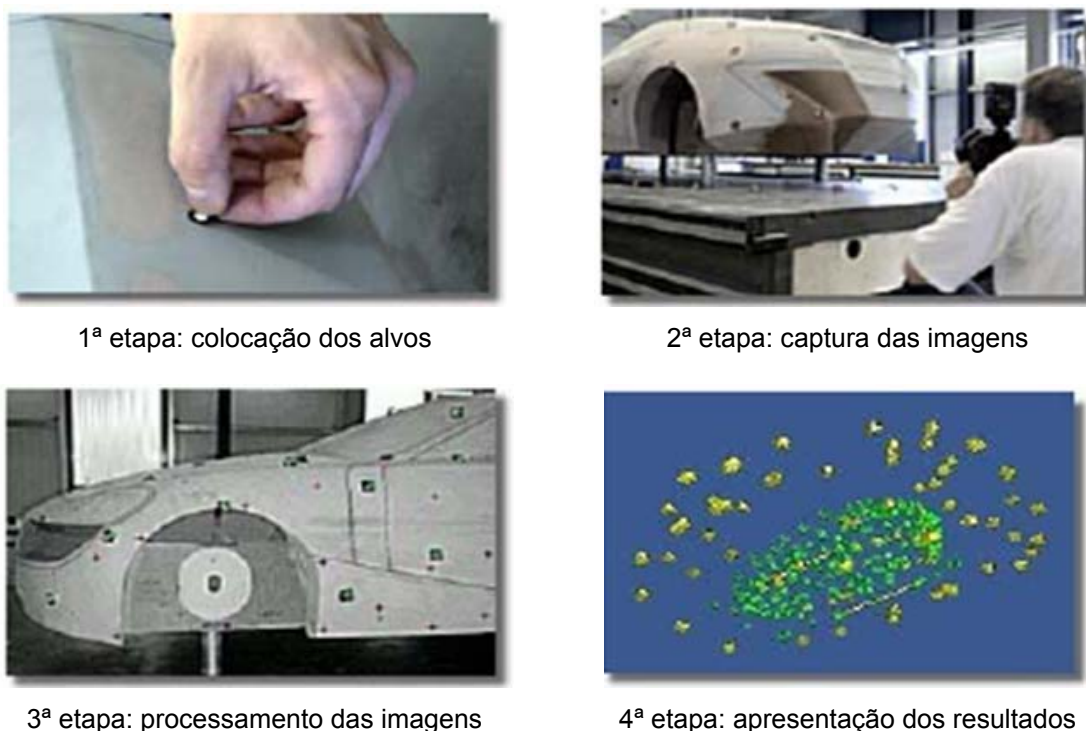 1ª etapa: colocação dos alvos
2ª etapa: captura das imagens
3ª etapa: processamento das imagens
4ª etapa: apresentação dos resultados